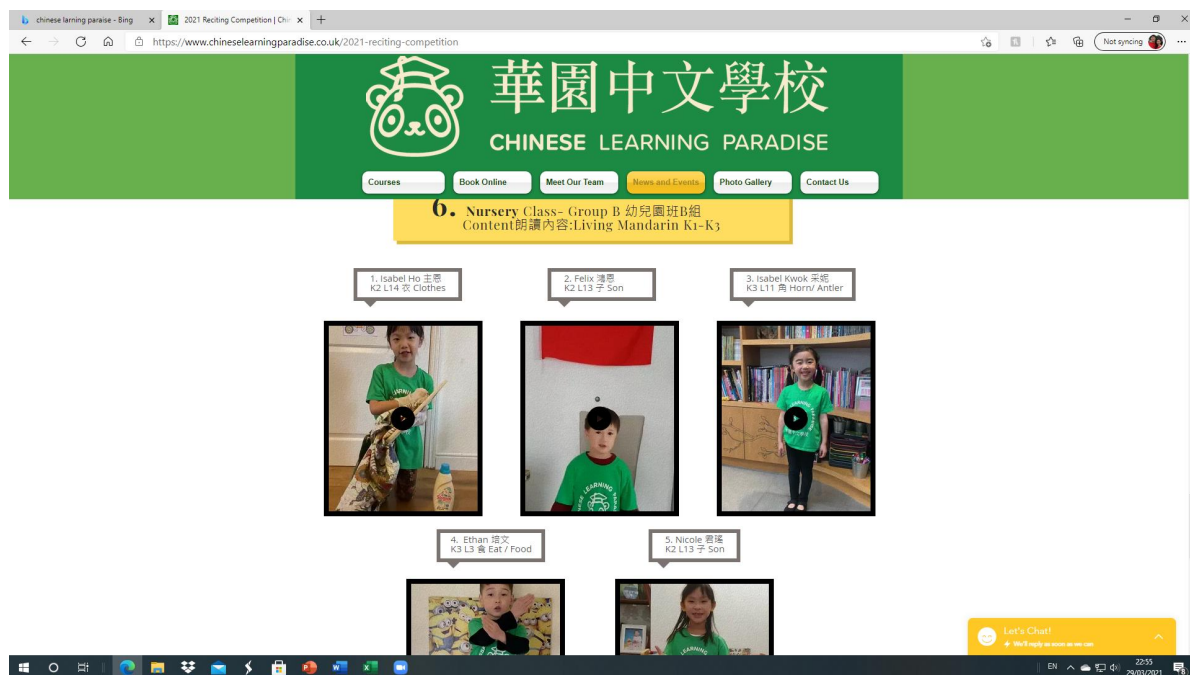 chinese larning paraise - Bing
2021 Reciting Competition | Chin
https://www.chineselearningparadise.co.uk/2021-reciting-competition
Not syncing
華園中文學校
CHINESE LEARNING PARADISE
Courses
Book Online
Meet Our Team
News and Events
Photo Gallery
Contact Us
6. Nursery Class- Group B 幼兒園班B組
Content朗讀內容:Living Mandarin K1-K3
1. Isabel Ho 主恩
K2 L14 衣 Clothes
2. Felix 鴻恩
K2 L13 子 Son
3. Isabel Kwok 采妮
K3 L11 角 Horn/ Antler
4. Ethan 培文
K3 L3 食 Eat / Food
5. Nicole 君瑤
K2 L13 子 Son
Let's Chat!
We'll reply as soon as we can
EN
22:55
29/03/2021